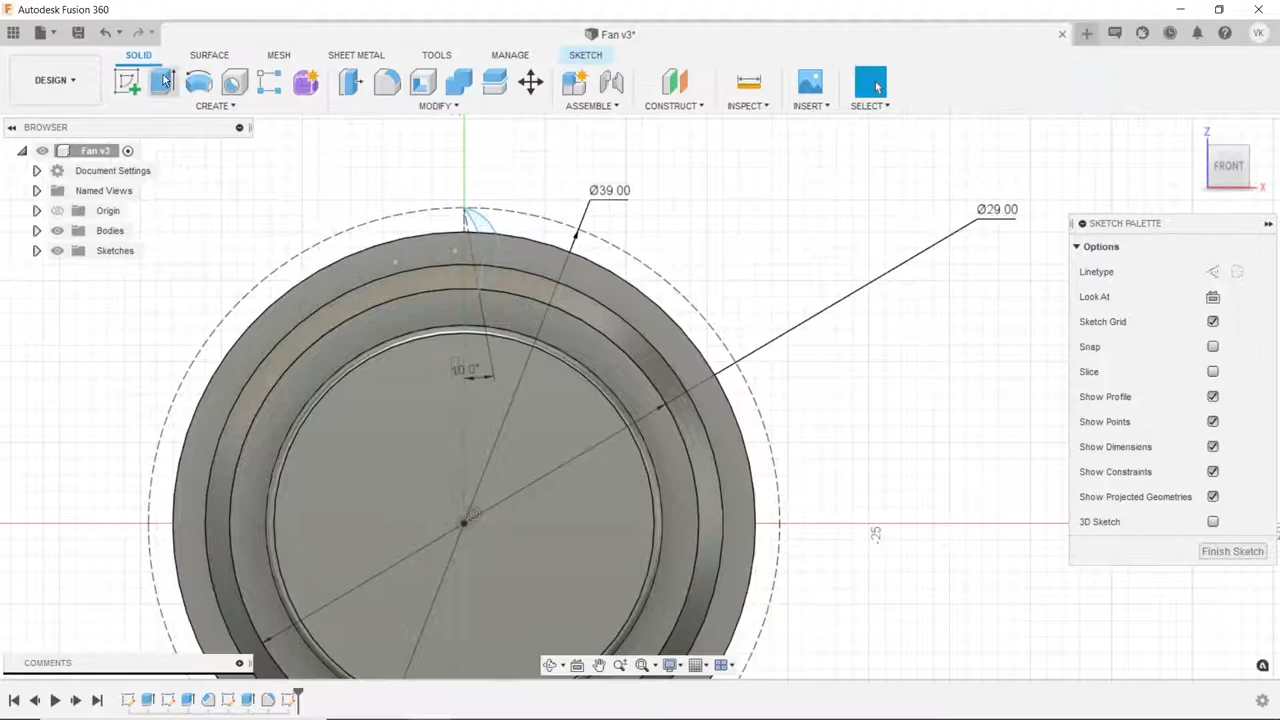 Autodesk Fusion 360
Fan v3*
VK
SOLID SURFACE MESH SHEET METAL TOOLS MANAGE SKETCH
DESIGN
CREATE MODIFY ASSEMBLE CONSTRUCT INSPECT INSERT SELECT
BROWSER
Fan v3
Document Settings
Named Views
Origin
Bodies
Sketches
Ø39.00
Ø29.00
10.0°
-25
Z
FRONT
X
SKETCH PALETTE
Options
Linetype
Look At
Sketch Grid
Snap
Slice
Show Profile
Show Points
Show Dimensions
Show Constraints
Show Projected Geometries
3D Sketch
Finish Sketch
COMMENTS